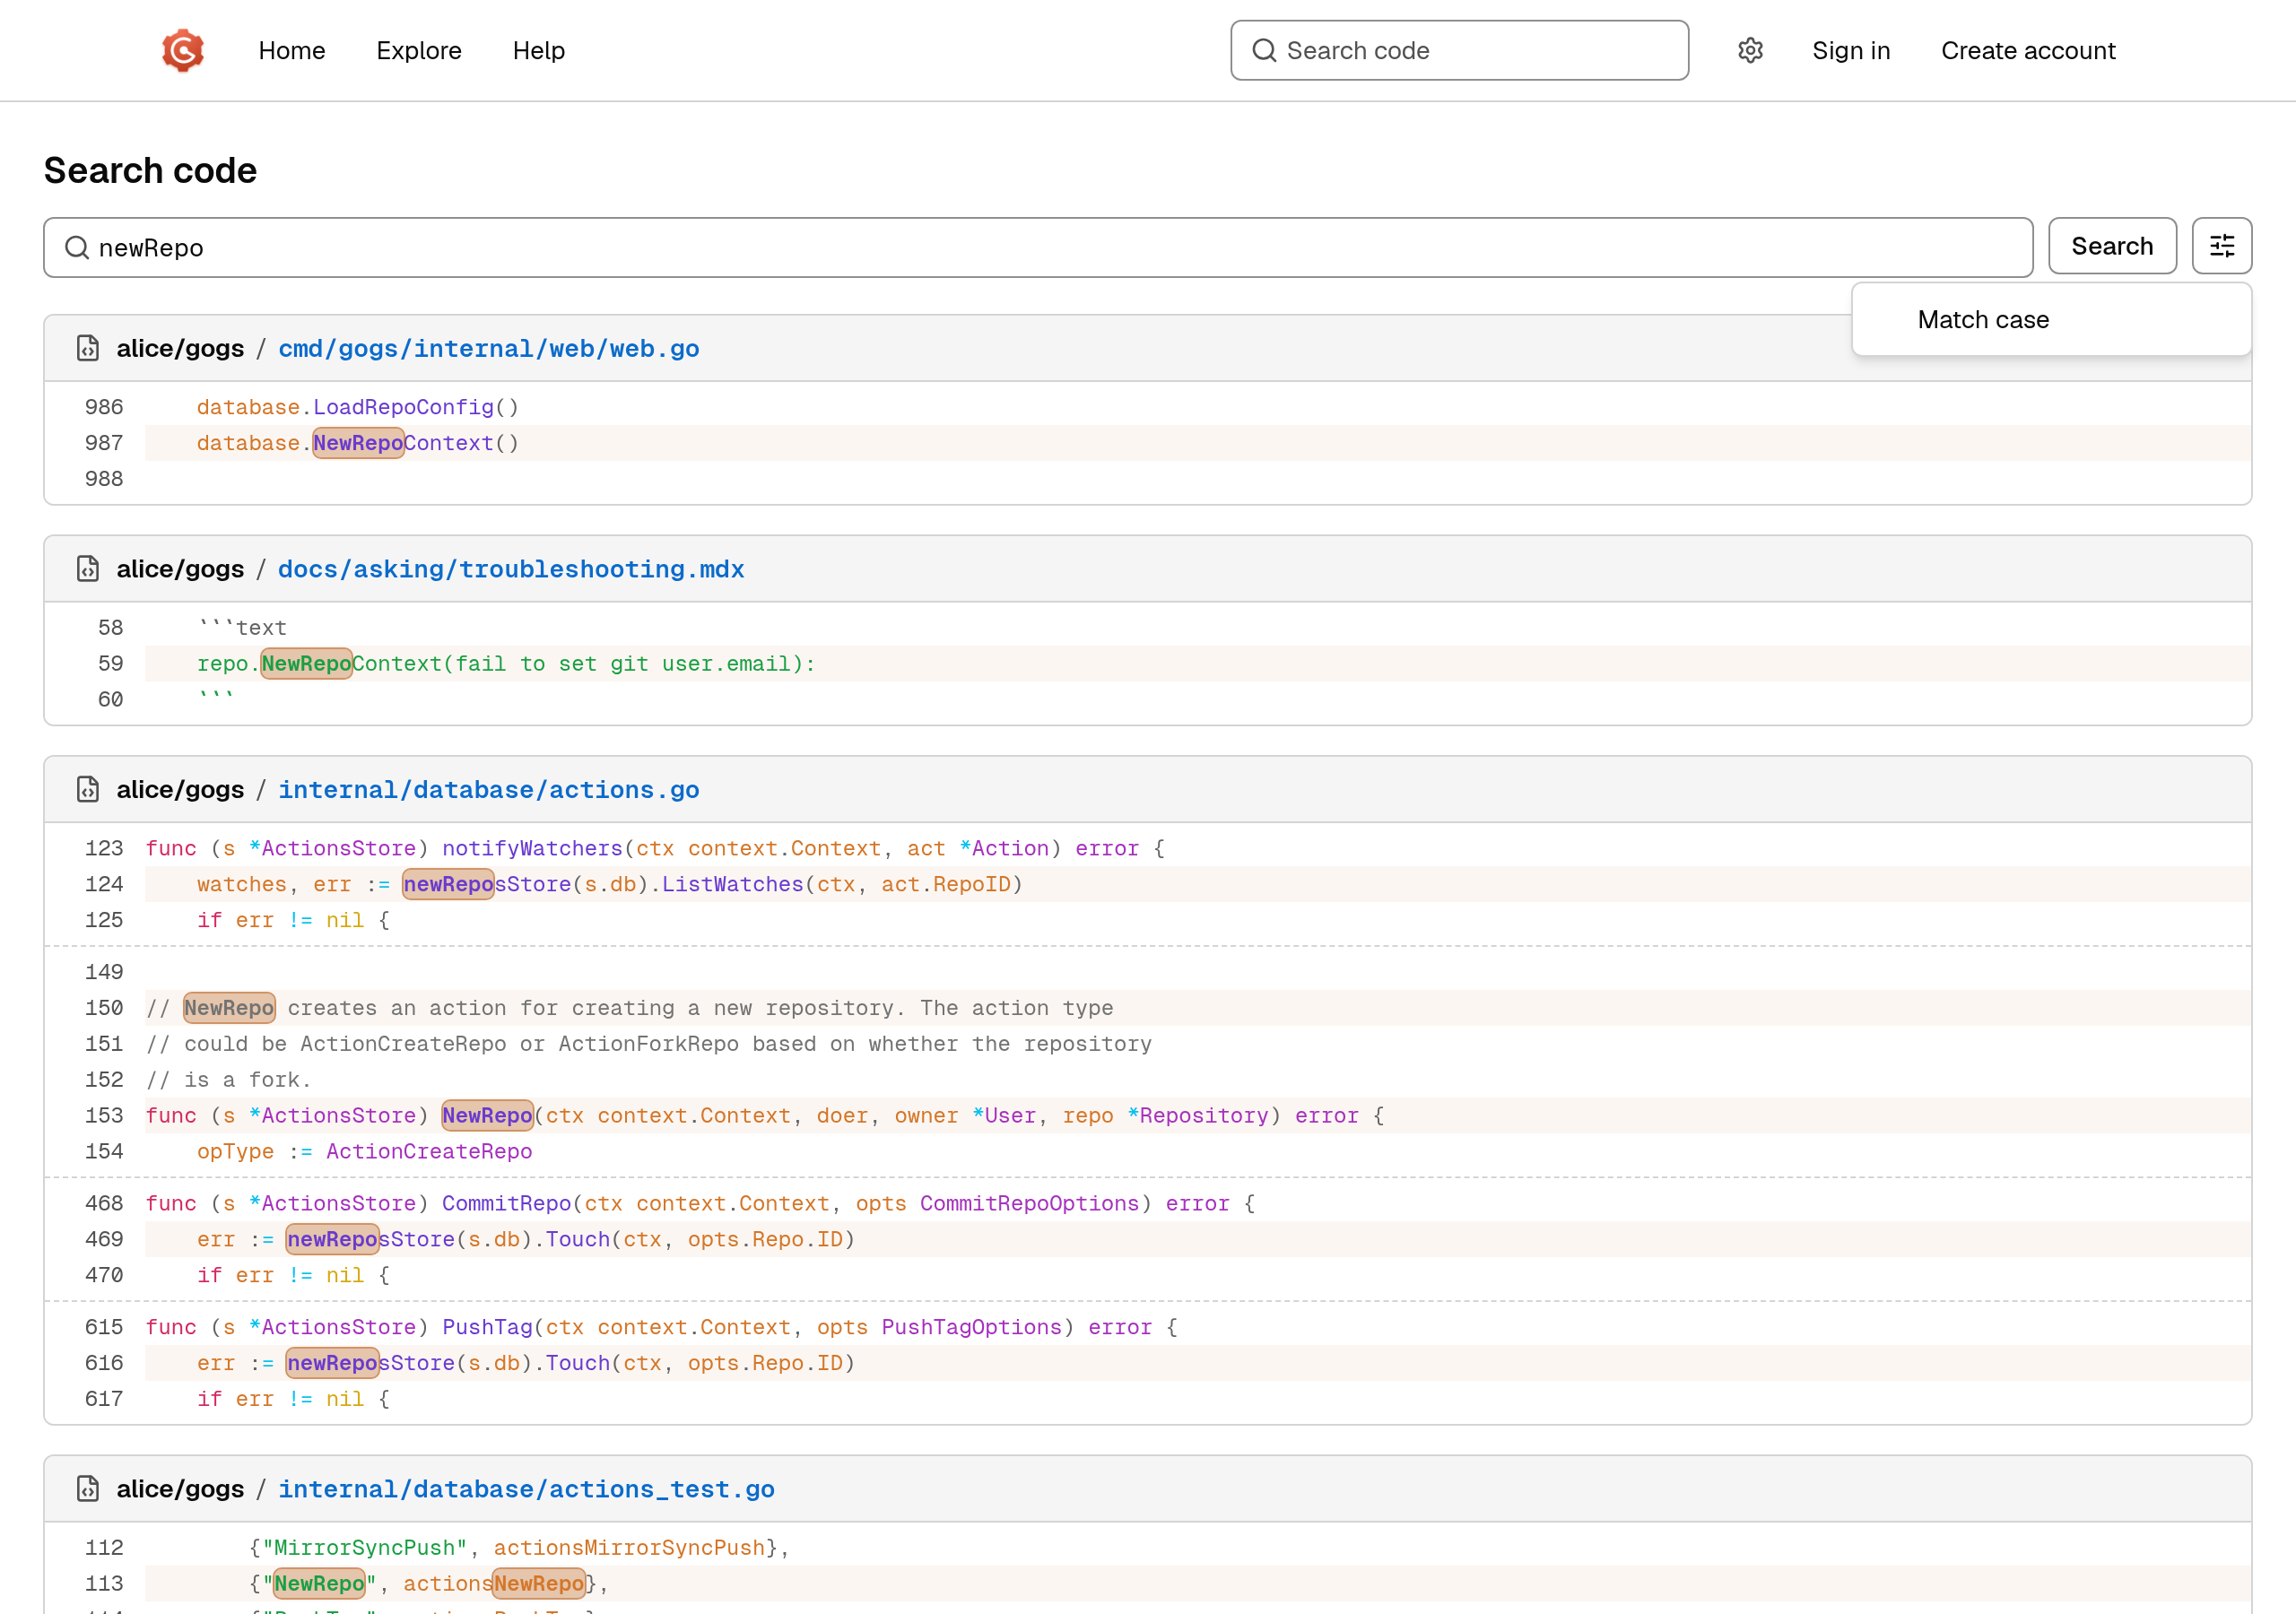 Home Explore Help Search code Sign in Create account
Search code
newRepo Search
Match case
alice/gogs / cmd/gogs/internal/web/web.go
986 database.LoadRepoConfig()
987 database.NewRepoContext()
988
alice/gogs / docs/asking/troubleshooting.mdx
58 ```text
59 repo.NewRepoContext(fail to set git user.email):
60 ```
alice/gogs / internal/database/actions.go
123 func (s *ActionsStore) notifyWatchers(ctx context.Context, act *Action) error {
124 watches, err := newReposStore(s.db).ListWatches(ctx, act.RepoID)
125 if err != nil {
149
150 // NewRepo creates an action for creating a new repository. The action type
151 // could be ActionCreateRepo or ActionForkRepo based on whether the repository
152 // is a fork.
153 func (s *ActionsStore) NewRepo(ctx context.Context, doer, owner *User, repo *Repository) error {
154 opType := ActionCreateRepo
468 func (s *ActionsStore) CommitRepo(ctx context.Context, opts CommitRepoOptions) error {
469 err := newReposStore(s.db).Touch(ctx, opts.Repo.ID)
470 if err != nil {
615 func (s *ActionsStore) PushTag(ctx context.Context, opts PushTagOptions) error {
616 err := newReposStore(s.db).Touch(ctx, opts.Repo.ID)
617 if err != nil {
alice/gogs / internal/database/actions_test.go
112 {"MirrorSyncPush", actionsMirrorSyncPush},
113 {"NewRepo", actionsNewRepo},